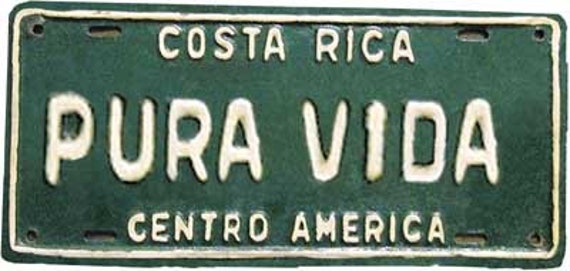 COSTA RICA
PURA VIDA
CENTRO AMERICA